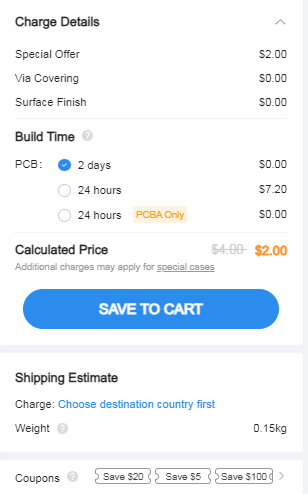 Charge Details
Special Offer $2.00
Via Covering $0.00
Surface Finish $0.00
Build Time ?
PCB: 2 days $0.00
24 hours $7.20
24 hours PCBA Only $0.00
Calculated Price $4.00 $2.00
Additional charges may apply for special cases
SAVE TO CART
Shipping Estimate
Charge: Choose destination country first
Weight ? 0.15kg
Coupons ? Save $20 Save $5 Save $100